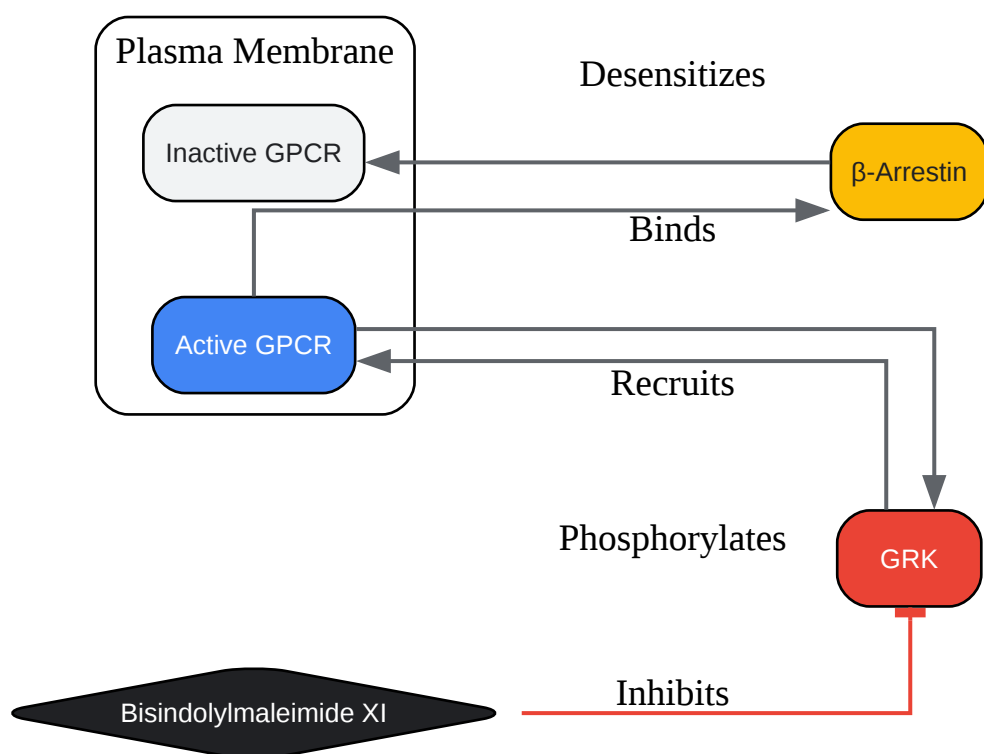 Plasma Membrane
Desensitizes
Inactive GPCR
β-Arrestin
Binds
Active GPCR
Recruits
Phosphorylates
GRK
Inhibits
Bisindolylmaleimide XI